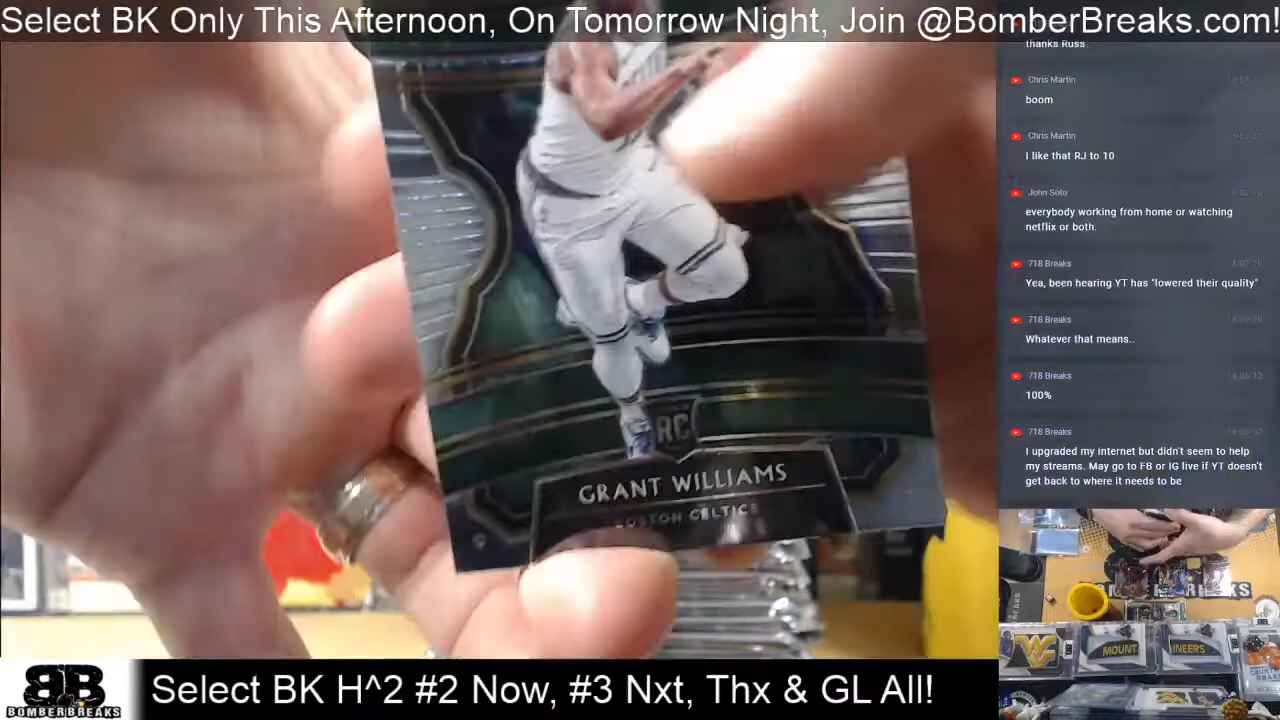 Select BK Only This Afternoon, On Tomorrow Night, Join @BomberBreaks.com!
thanks Russ
Chris Martin
boom
Chris Martin
I like that RJ to 10
John Soto
everybody working from home or watching
netflix or both.
718 Breaks
Yea, been hearing YT has "lowered their quality"
718 Breaks
Whatever that means..
718 Breaks
100%
718 Breaks
I upgraded my internet but didn't seem to help
my streams. May go to FB or IG live if YT doesn't
get back to where it needs to be
RC
GRANT WILLIAMS
BOSTON CELTICS
MOUNT
INEERS
BB
BOMBERBREAKS
Select BK H^2 #2 Now, #3 Nxt, Thx & GL All!